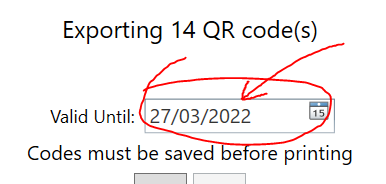 Exporting 14 QR code(s)
Valid Until: 27/03/2022 15
Codes must be saved before printing